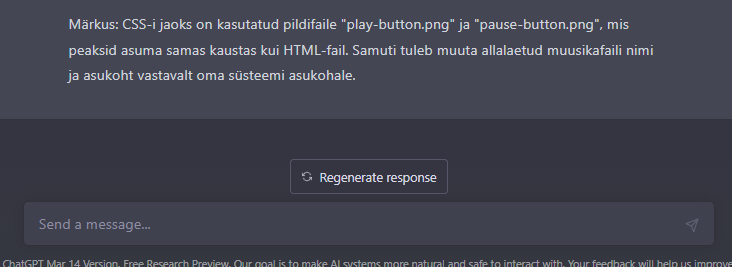 Märkus: CSS-i jaoks on kasutatud pildifaile "play-button.png" ja "pause-button.png", mis
peaksid asuma samas kaustas kui HTML-fail. Samuti tuleb muuta allalaetud muusikafaili nimi
ja asukoht vastavalt oma süsteemi asukohale.
Regenerate response
Send a message...
ChatGPT Mar 14 Version. Free Research Preview. Our goal is to make AI systems more natural and safe to interact with. Your feedback will help us improve